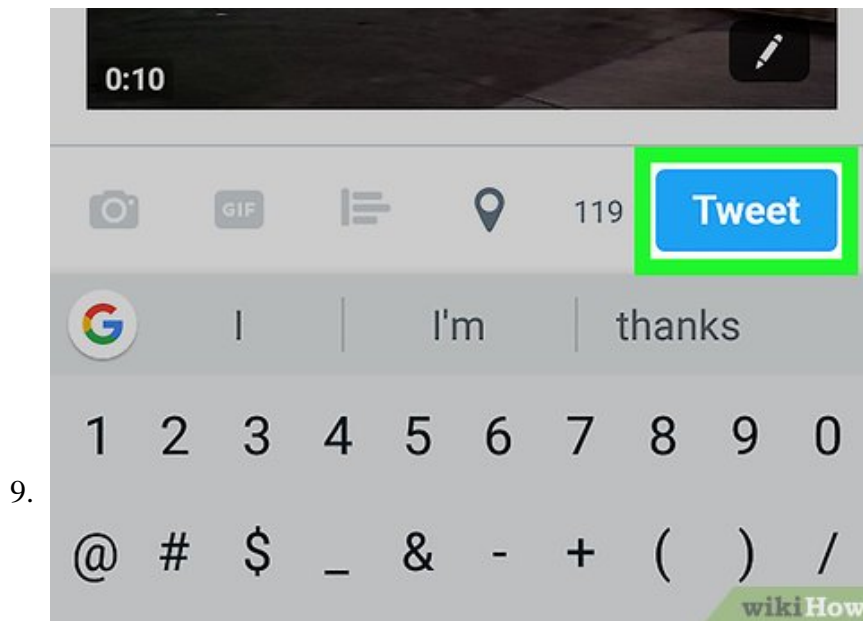 0:10
GIF 119 Tweet
G I I'm thanks
1 2 3 4 5 6 7 8 9 0
9.
@ # $ _ & - + ( ) /
wikiHow